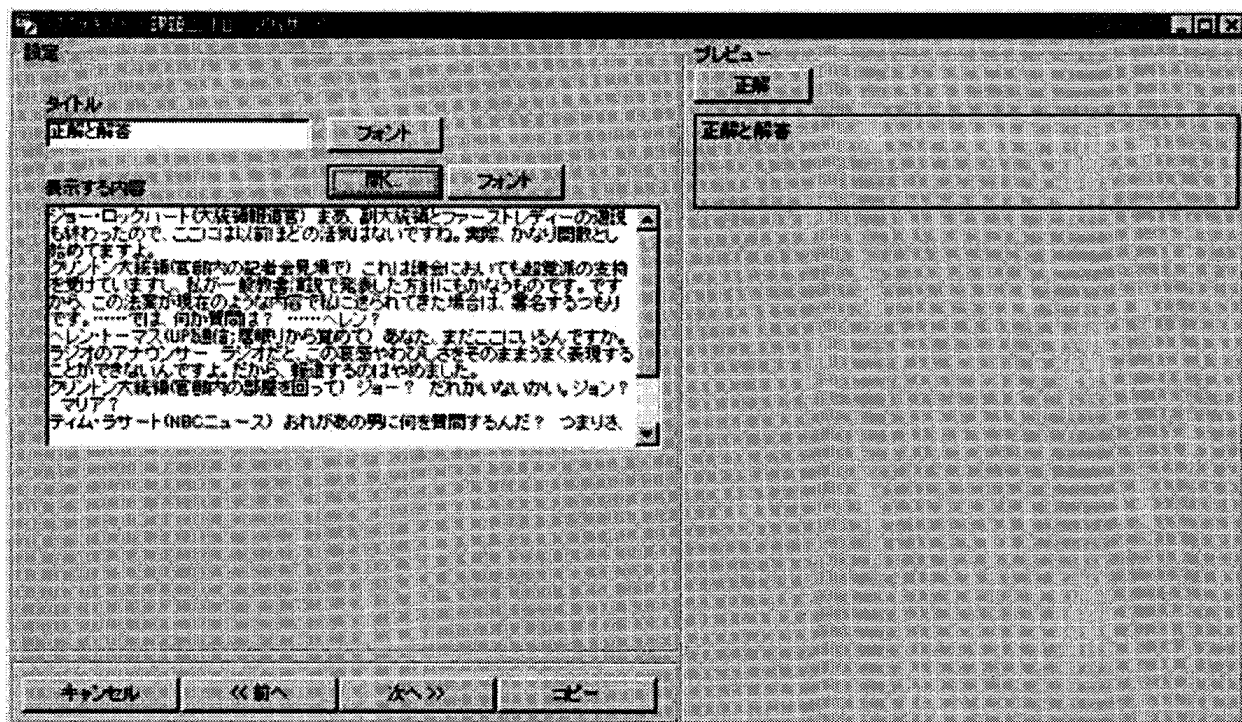 設定
タイトル
正解と解答
フォント
表示する内容
開く...
フォント
ジョー・ロックハート(大統領報道官) まあ、副大統領とファーストレディーの遊説
も終わったので、ここは以前ほどの活気はないですね。実際、かなり閑散とし
始めてますよ。
クリントン大統領(官邸内の記者会見場で) これは議会においても超党派の支持
を受けていますし、私が一般教書演説で発表した方針にもかなうものです。です
から、この法案が現在のような内容で私に送られてきた場合は、署名するつもり
です。……では、何か質問は? ……ヘレン?
ヘレン・トーマス(UP通信;居眠りから覚めて) あなた、まだここにいるんですか。
ラジオのアナウンサー ラジオだと、この哀愁やわびしさをそのままうまく表現する
ことができないんですよ。だから、報道するのはやめました。
クリントン大統領(官邸内の部屋を回って) ジョー? だれかいないかい。ジョン?
マリア?
ティム・ラサート(NBCニュース) おれがあの男に何を質問するんだ? つまりさ、
キャンセル
<<前へ
次へ>>
コピー
プレビュー
正解
正解と解答